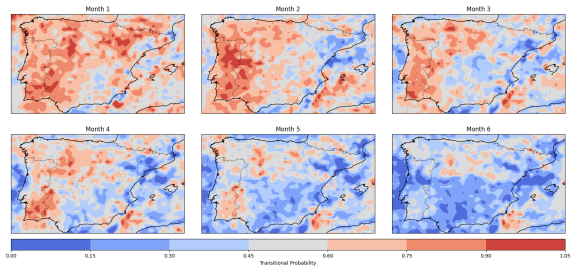 Month 1
Month 2
Month 3
Month 4
Month 5
Month 6
0.00
0.15
0.30
0.45
0.60
0.75
0.90
1.05
Transitional Probability